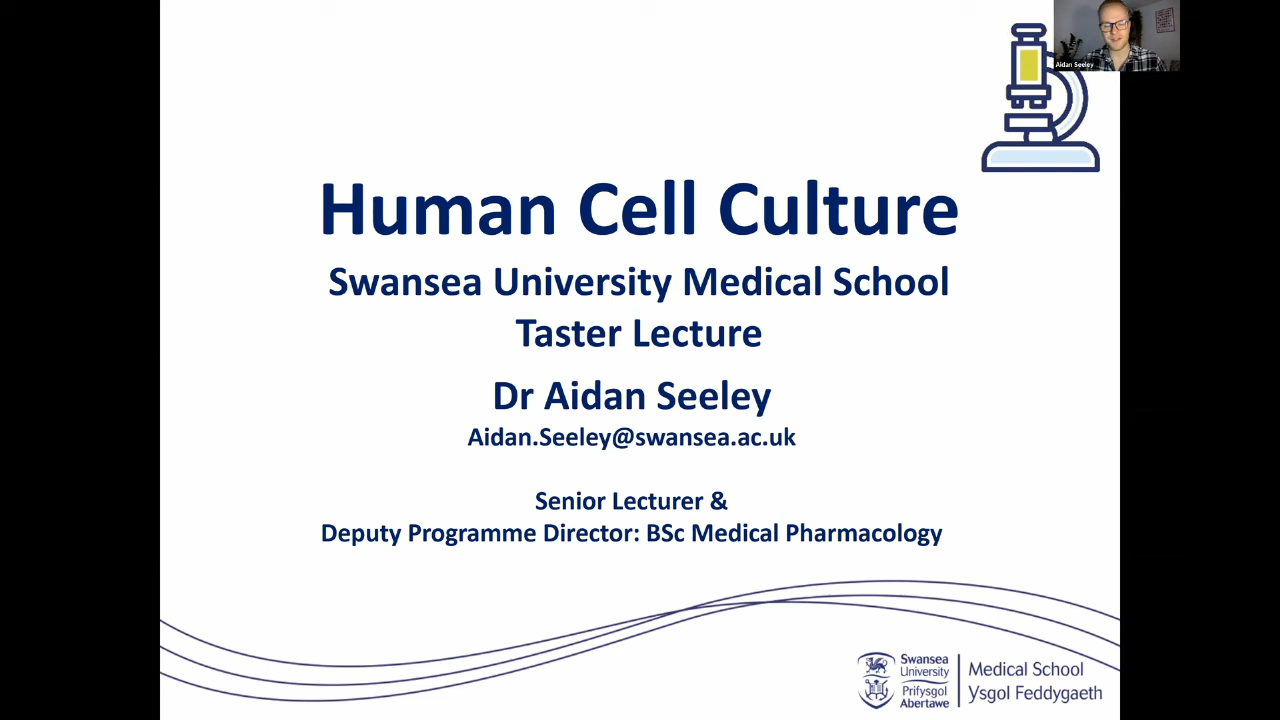 Aidan Seeley
Human Cell Culture
Swansea University Medical School
Taster Lecture
Dr Aidan Seeley
Aidan.Seeley@swansea.ac.uk
Senior Lecturer &
Deputy Programme Director: BSc Medical Pharmacology
Swansea
University
Prifysgol
Abertawe
Medical School
Ysgol Feddygaeth